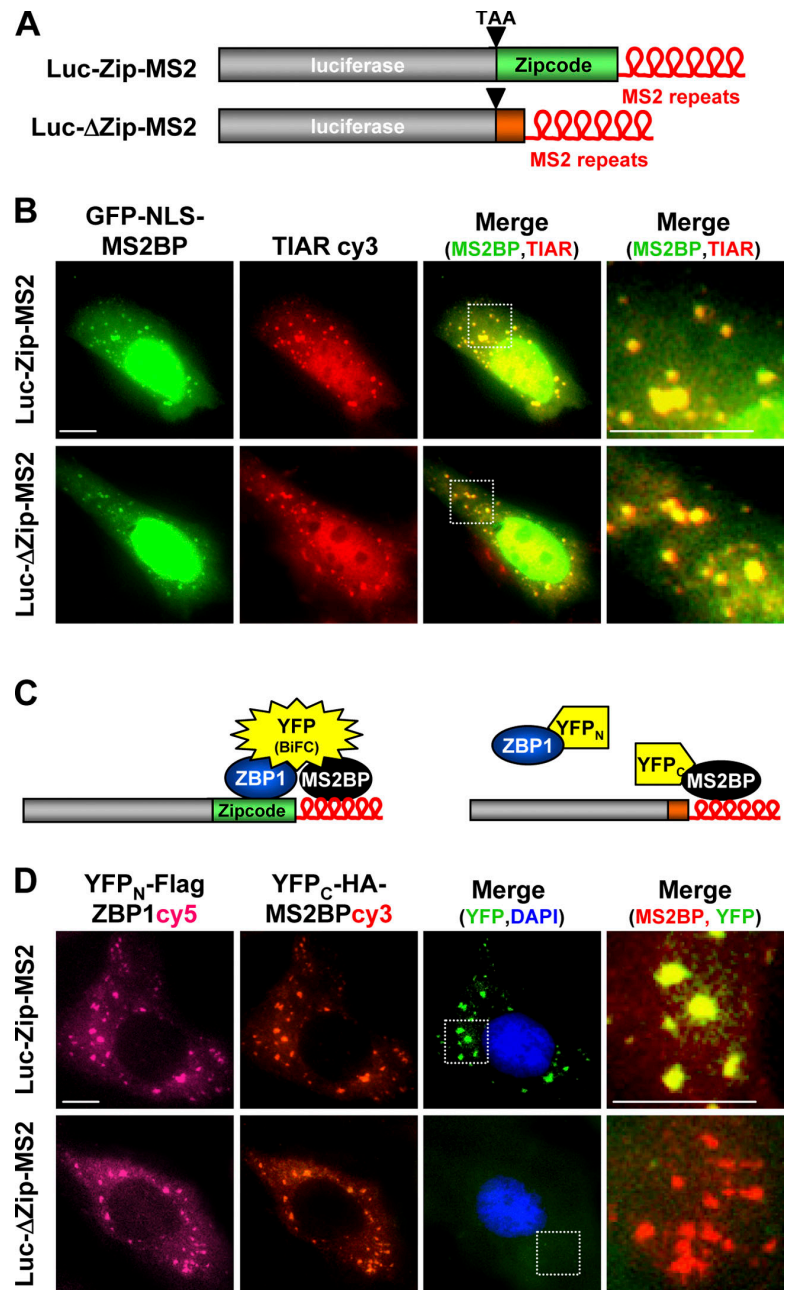 A
TAA
Luc-Zip-MS2
luciferase
Zipcode
MS2 repeats
Luc-ΔZip-MS2
luciferase
MS2 repeats
B
GFP-NLS-
MS2BP
TIAR cy3
Merge
(MS2BP,TIAR)
Merge
(MS2BP,TIAR)
Luc-Zip-MS2
Luc-ΔZip-MS2
C
YFP
(BiFC)
ZBP1
MS2BP
Zipcode
ZBP1
YFPN
YFPC
MS2BP
D
YFPN-Flag
ZBP1cy5
YFPC-HA-
MS2BPcy3
Merge
(YFP,DAPI)
Merge
(MS2BP, YFP)
Luc-Zip-MS2
Luc-ΔZip-MS2